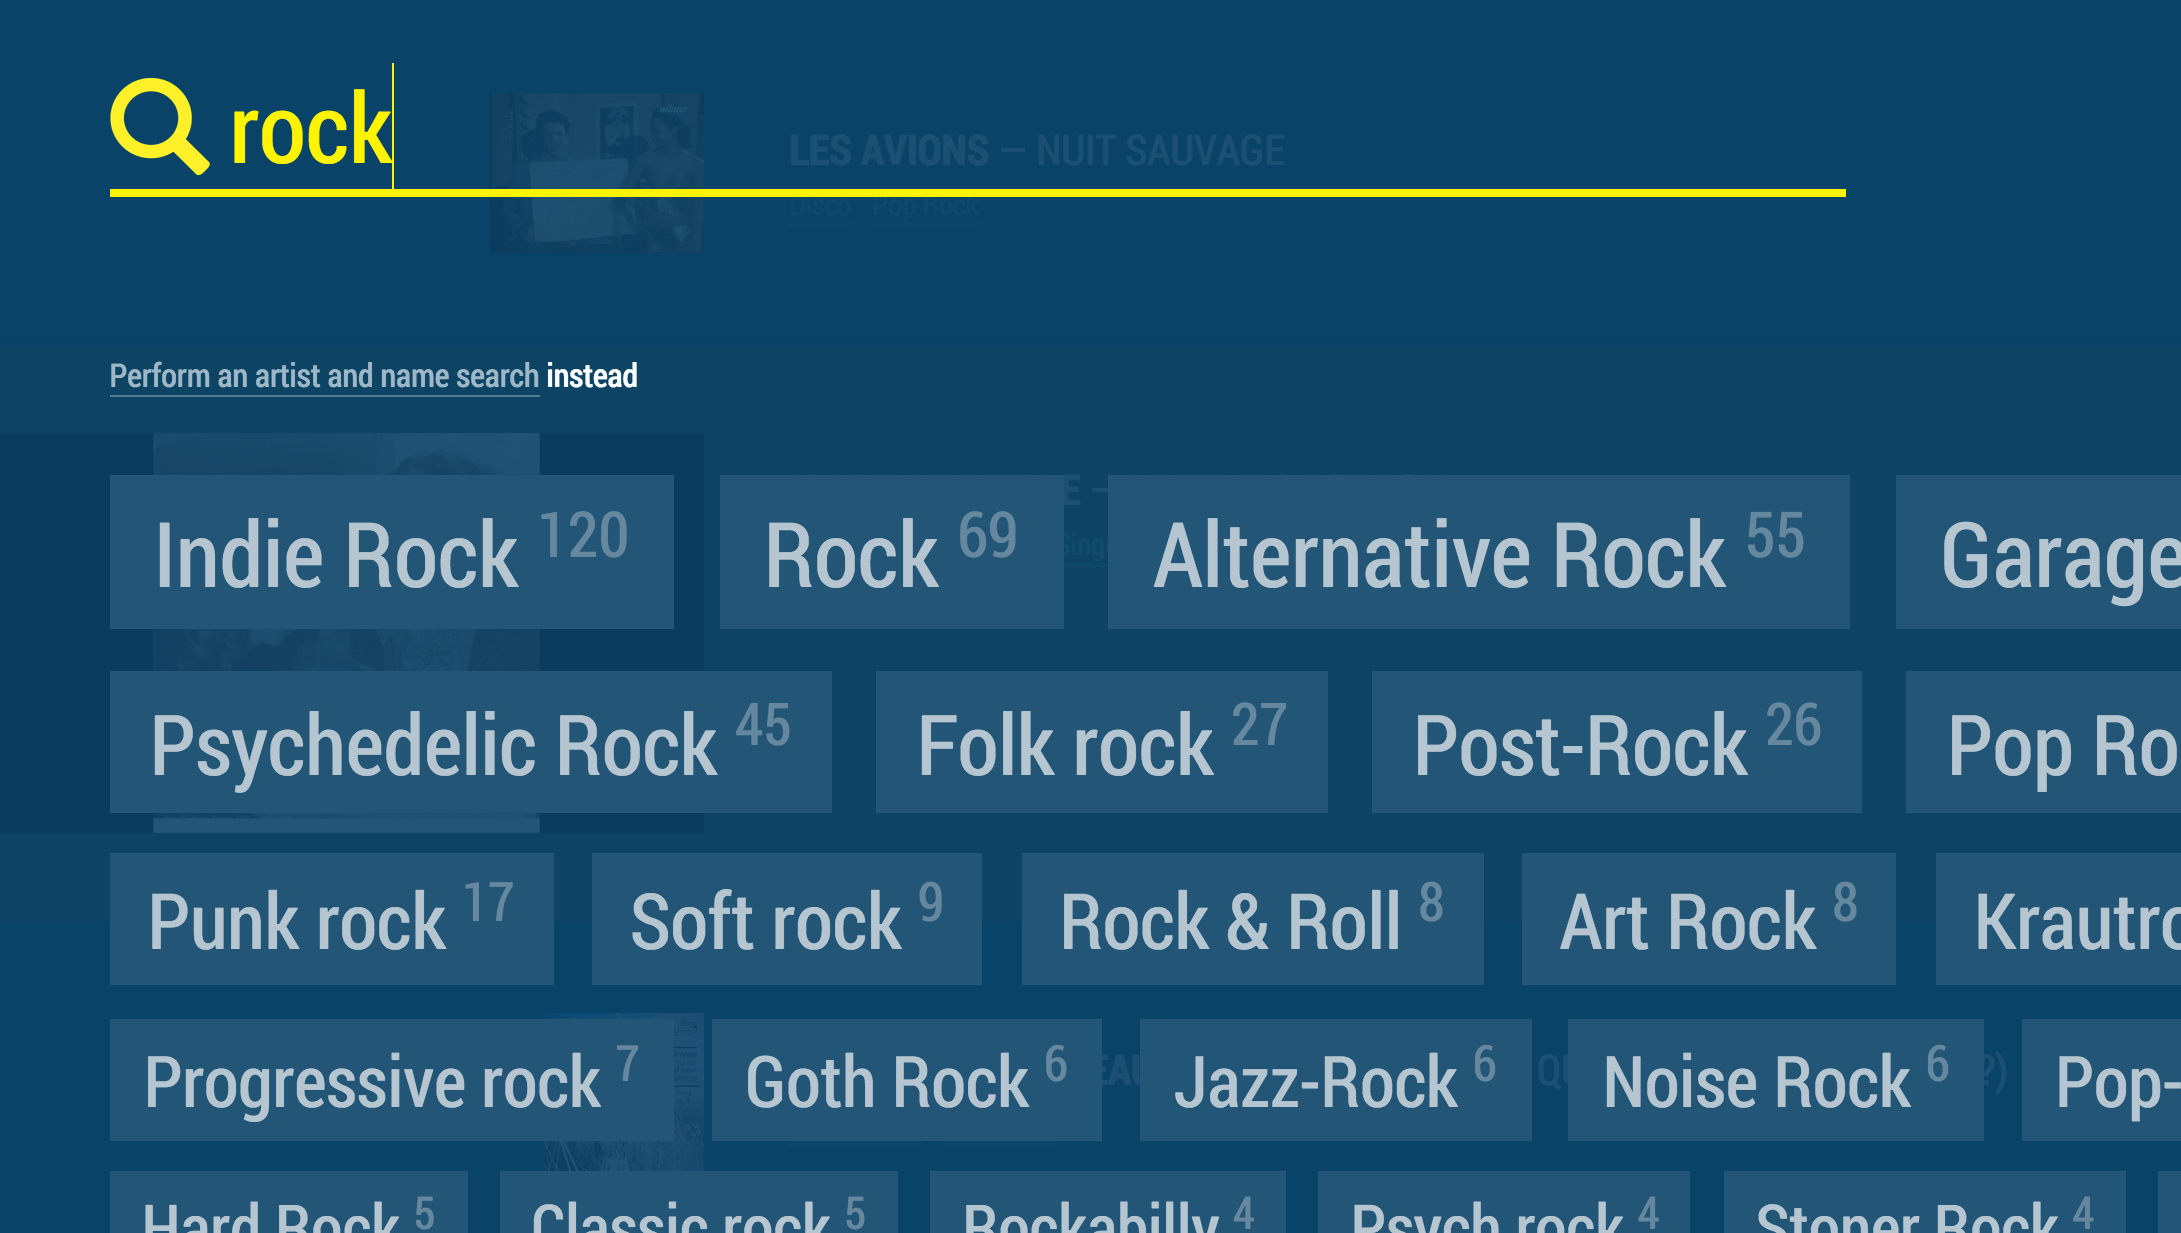 rock
LES AVIONS — NUIT SAUVAGE
Disco Pop Rock
Perform an artist and name search instead
Indie Rock 120 Rock 69 Alternative Rock 55 Garage
Psychedelic Rock 45 Folk rock 27 Post-Rock 26 Pop Ro
Punk rock 17 Soft rock 9 Rock & Roll 8 Art Rock 8 Krautro
Progressive rock 7 Goth Rock 6 Jazz-Rock 6 Noise Rock 6 Pop-
Hard Rock 5 Classic rock 5 Rockabilly 4 Psych rock 4 Stoner Rock 4